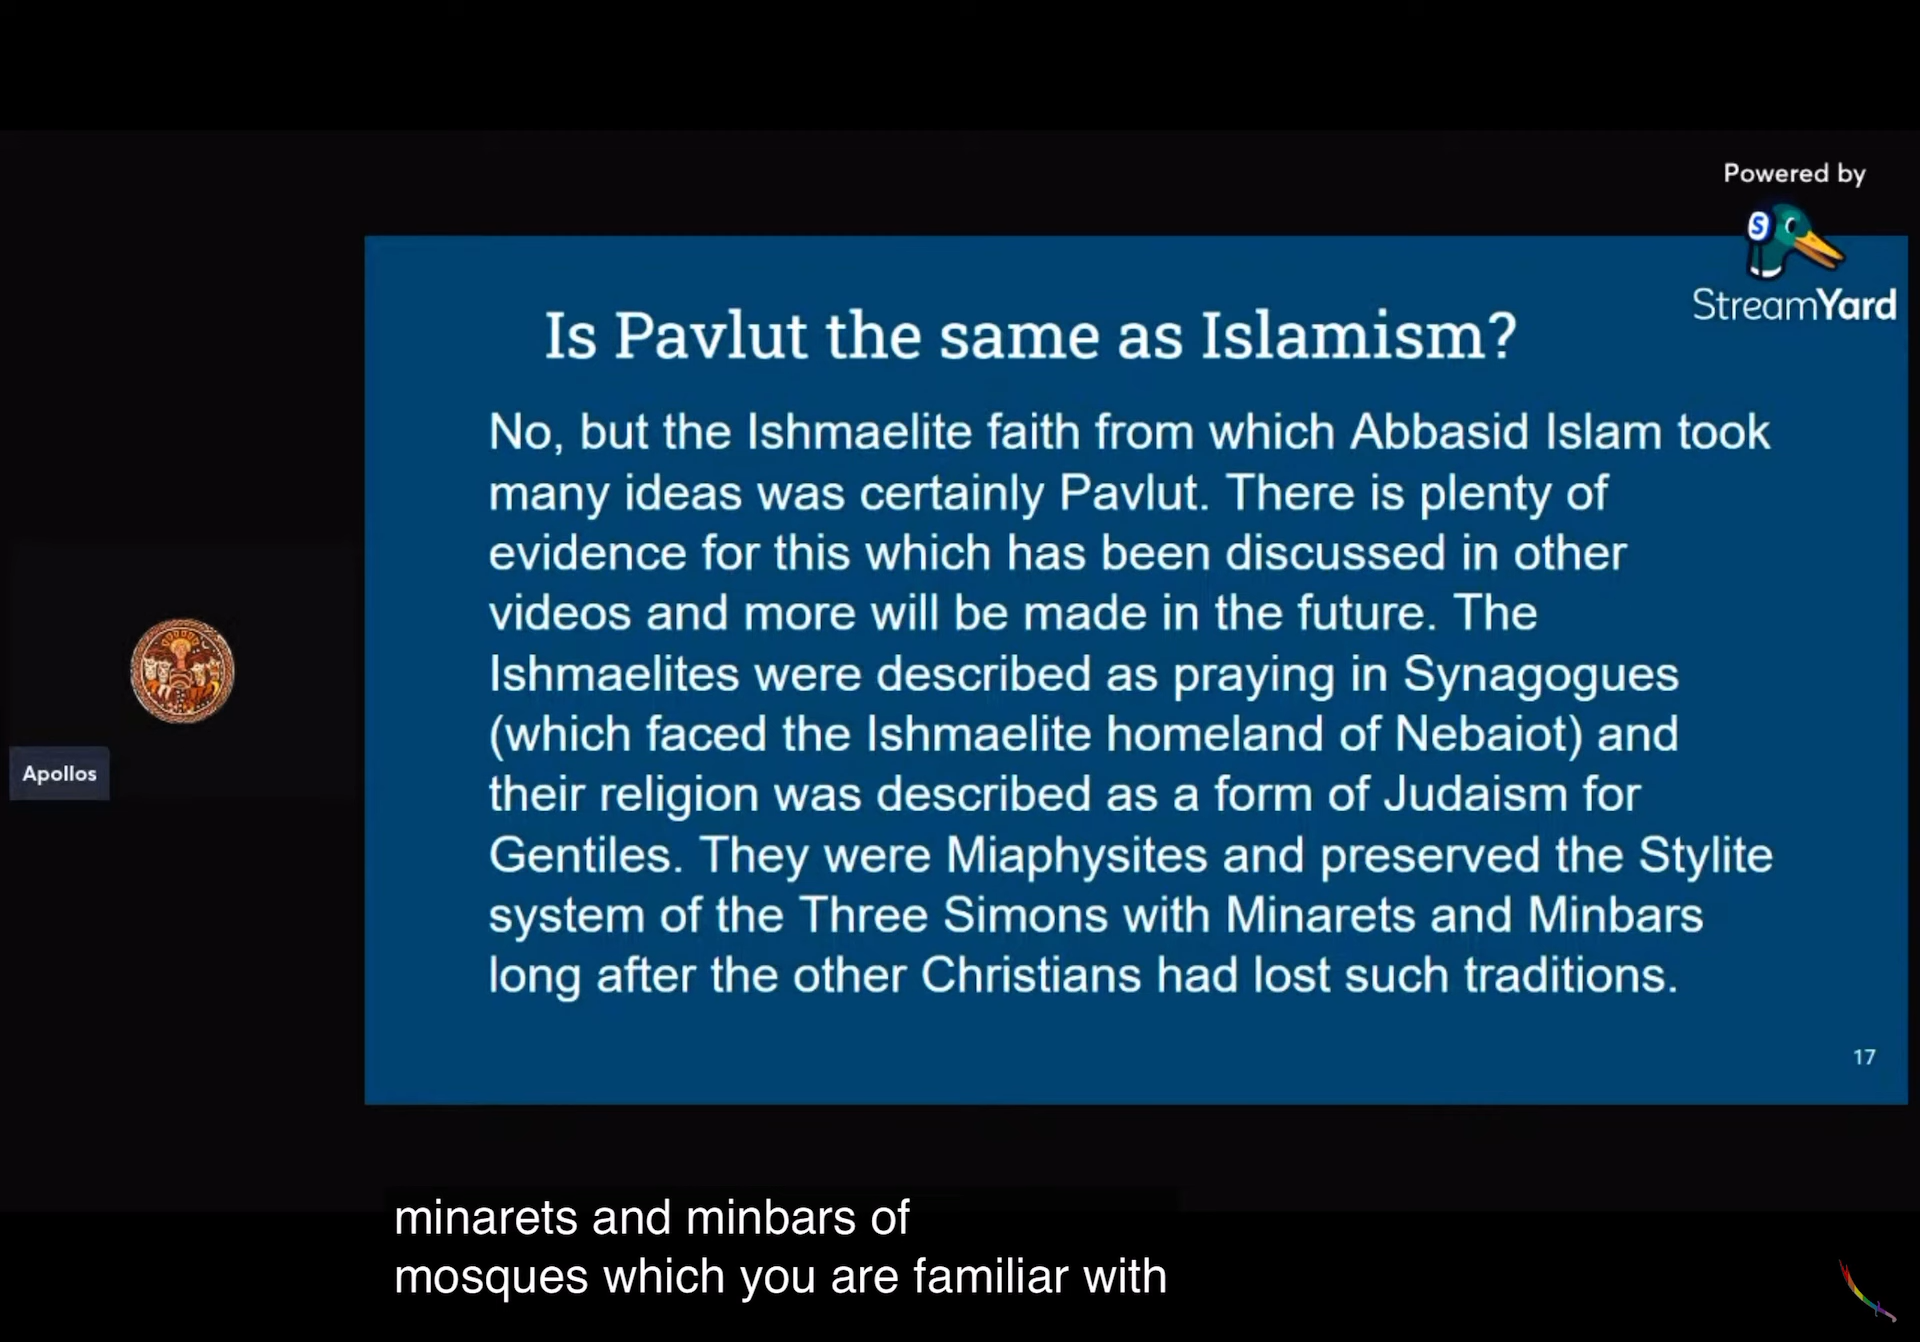 Powered by
S
StreamYard
Is Pavlut the same as Islamism?
No, but the Ishmaelite faith from which Abbasid Islam took
many ideas was certainly Pavlut. There is plenty of
evidence for this which has been discussed in other
videos and more will be made in the future. The
Ishmaelites were described as praying in Synagogues
(which faced the Ishmaelite homeland of Nebaiot) and
their religion was described as a form of Judaism for
Gentiles. They were Miaphysites and preserved the Stylite
system of the Three Simons with Minarets and Minbars
long after the other Christians had lost such traditions.
17
Apollos
minarets and minbars of
mosques which you are familiar with